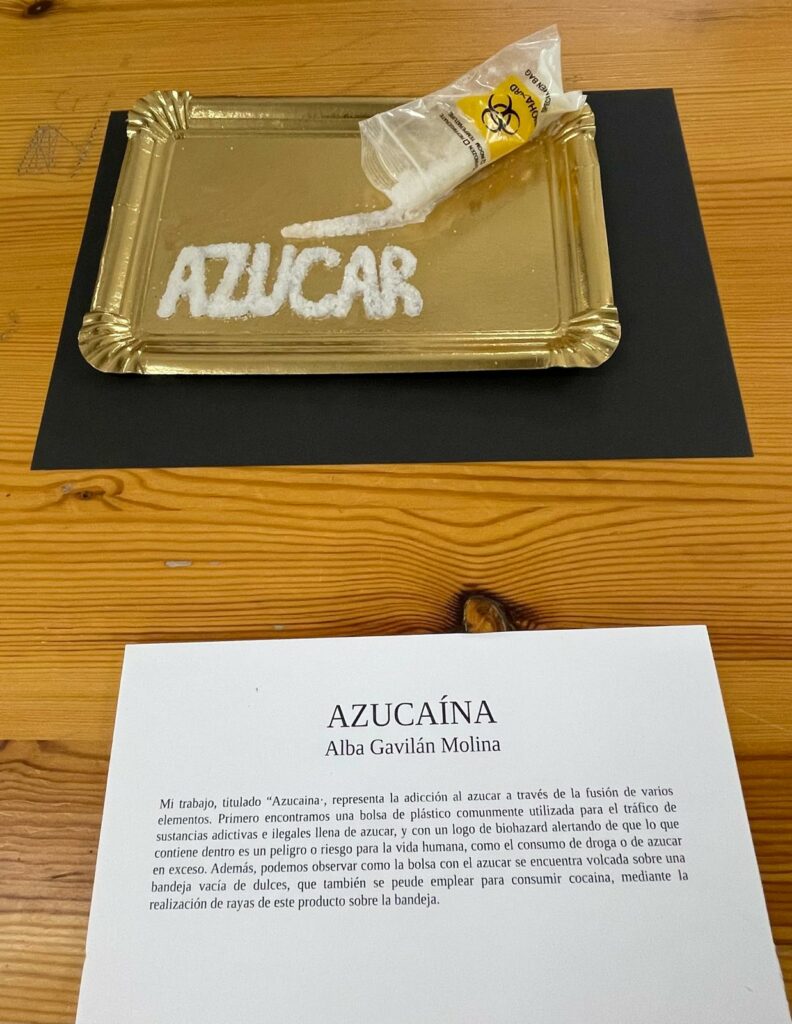 AZUCAR
AZUCAÍNA
Alba Gavilán Molina
Mi trabajo, titulado “Azucaina·, representa la adicción al azucar a través de la fusión de varios
elementos. Primero encontramos una bolsa de plástico comunmente utilizada para el tráfico de
sustancias adictivas e ilegales llena de azucar, y con un logo de biohazard alertando de que lo que
contiene dentro es un peligro o riesgo para la vida humana, como el consumo de droga o de azucar
en exceso. Además, podemos observar como la bolsa con el azucar se encuentra volcada sobre una
bandeja vacía de dulces, que también se peude emplear para consumir cocaina, mediante la
realización de rayas de este producto sobre la bandeja.